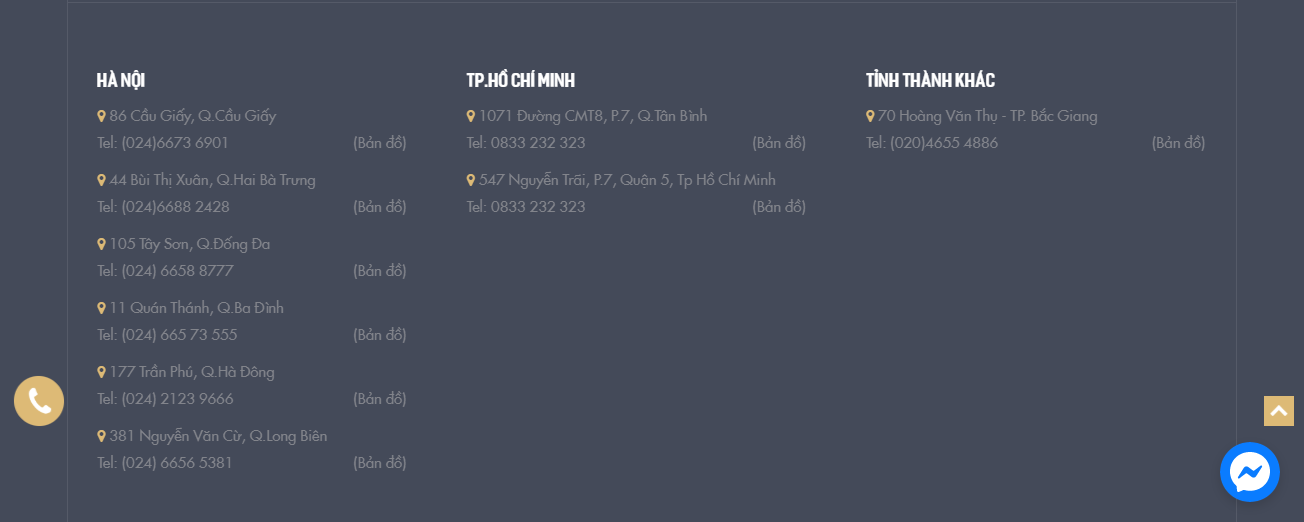 HÀ NỘI
86 Cầu Giấy, Q.Cầu Giấy
Tel: (024)6673 6901 (Bản đồ)
44 Bùi Thị Xuân, Q.Hai Bà Trưng
Tel: (024)6688 2428 (Bản đồ)
105 Tây Sơn, Q.Đống Đa
Tel: (024) 6658 8777 (Bản đồ)
11 Quán Thánh, Q.Ba Đình
Tel: (024) 665 73 555 (Bản đồ)
177 Trần Phú, Q.Hà Đông
Tel: (024) 2123 9666 (Bản đồ)
381 Nguyễn Văn Cừ, Q.Long Biên
Tel: (024) 6656 5381 (Bản đồ)
TP.HỒ CHÍ MINH
1071 Đường CMT8, P.7, Q.Tân Bình
Tel: 0833 232 323 (Bản đồ)
547 Nguyễn Trãi, P.7, Quận 5, Tp Hồ Chí Minh
Tel: 0833 232 323 (Bản đồ)
TỈNH THÀNH KHÁC
70 Hoàng Văn Thụ - TP. Bắc Giang
Tel: (020)4655 4886 (Bản đồ)